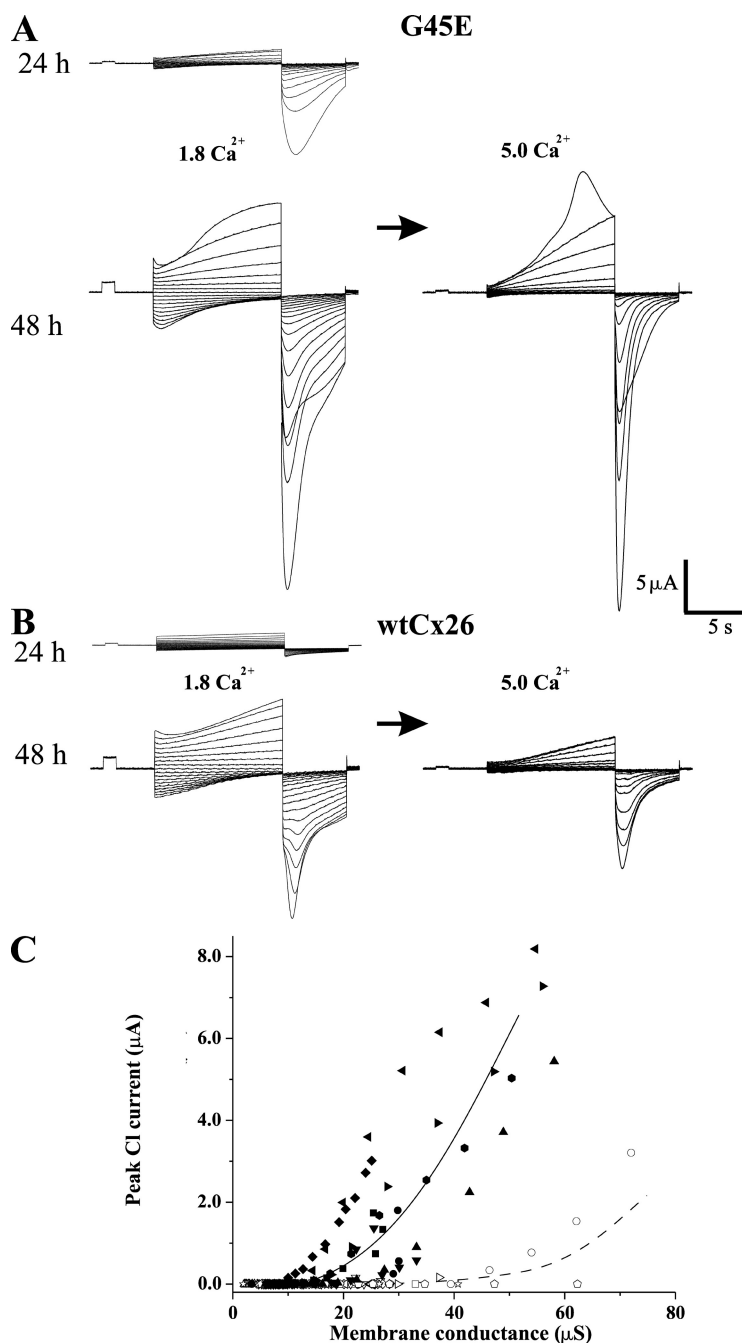 A
G45E
24 h
1.8 Ca2+
5.0 Ca2+
48 h
5 µA
5 s
B
wtCx26
24 h
1.8 Ca2+
5.0 Ca2+
48 h
C
8.0
6.0
4.0
2.0
0.0
Peak Cl current (µA)
0
20
40
60
80
Membrane conductance (µS)